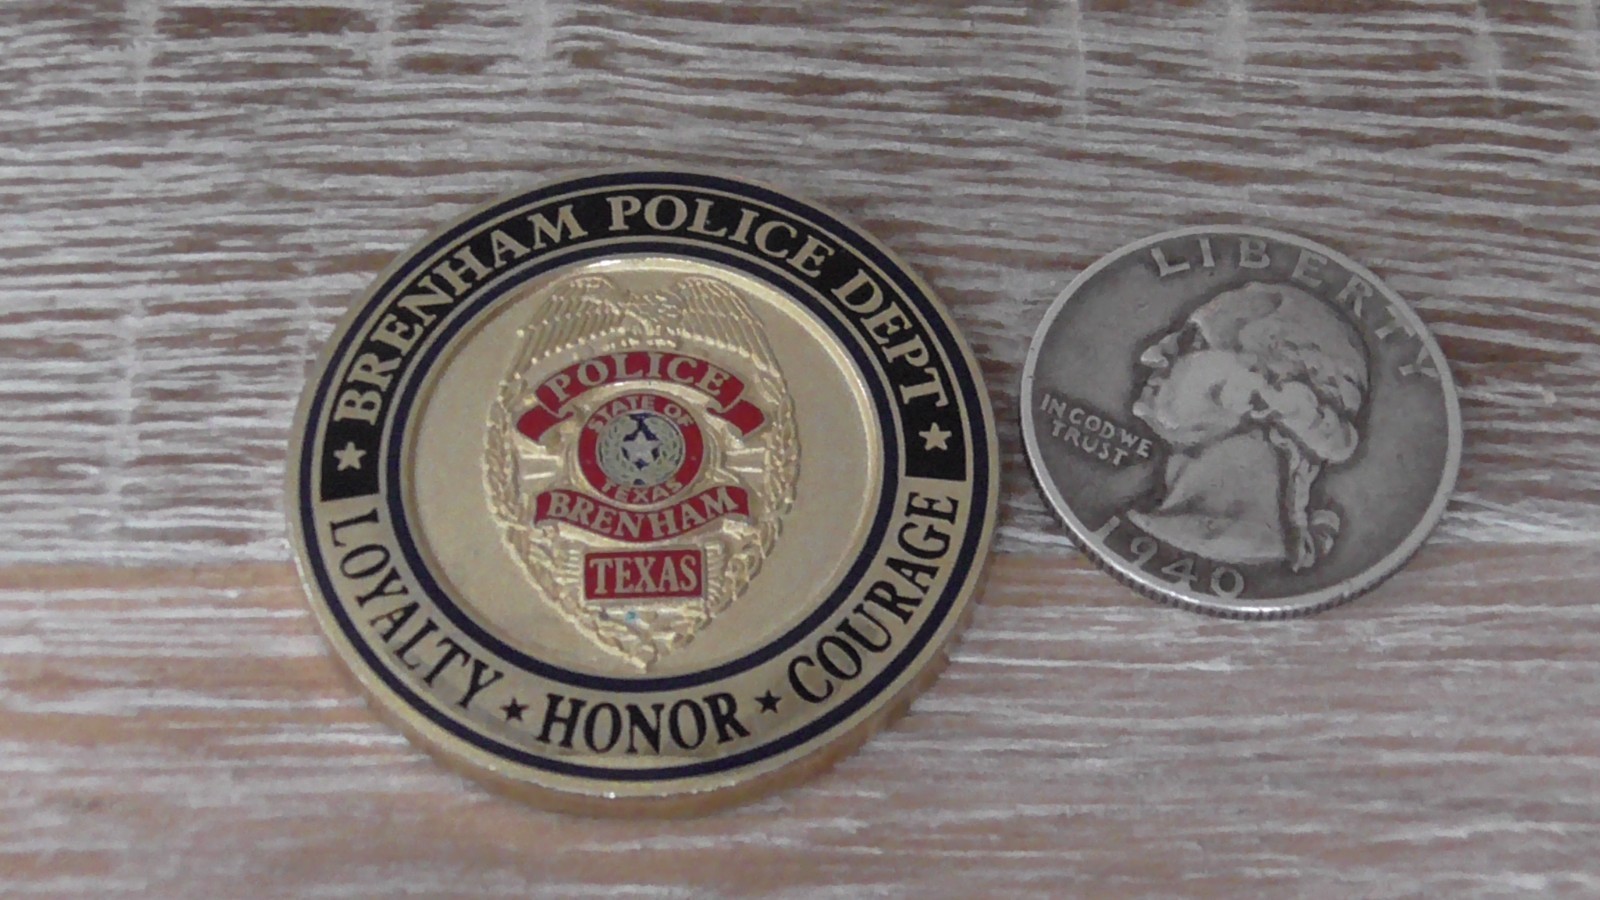 BRENHAM POLICE DEPT
POLICE
STATE OF
TEXAS
BRENHAM
TEXAS
LOYALTY ★ HONOR ★ COURAGE
LIBERTY
IN GOD WE
TRUST
1940